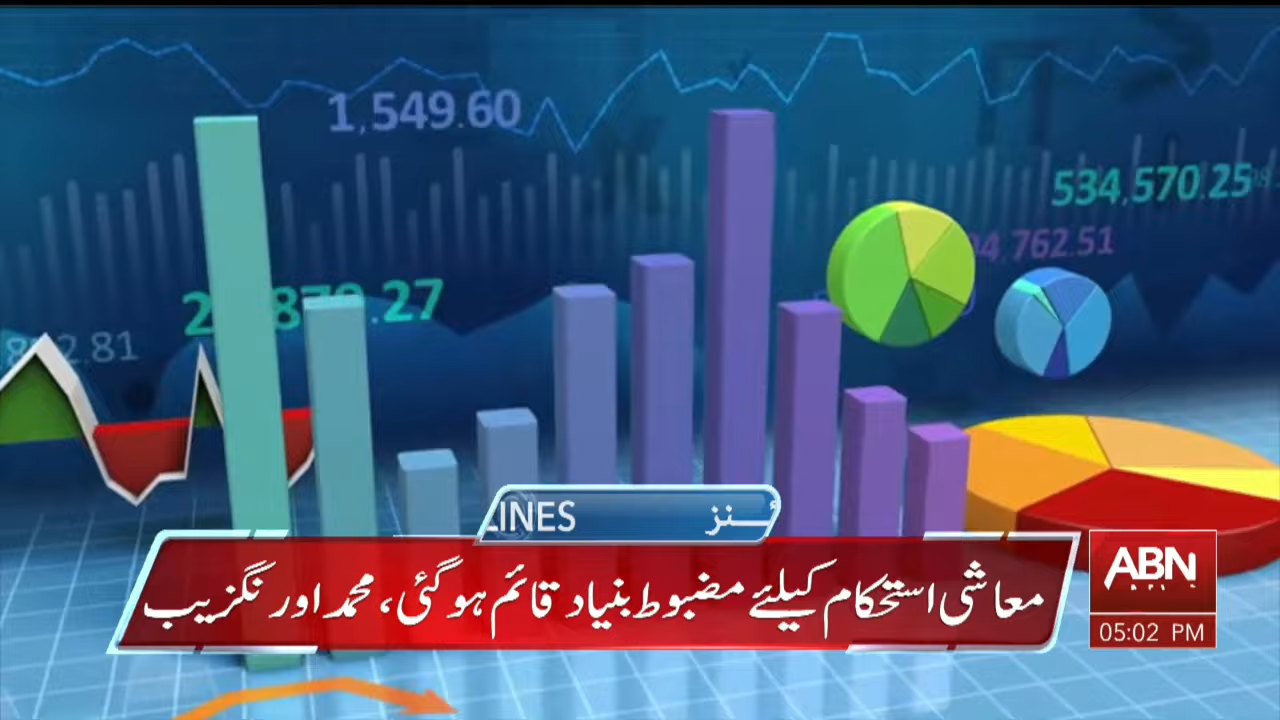 1,549.60
534,570.25
4,762.51
.27
2.81
LINES
معاشی استحکام کیلئے مضبوط بنیاد قائم ہوگئی، محمد اورنگزیب
ABN
05:02 PM